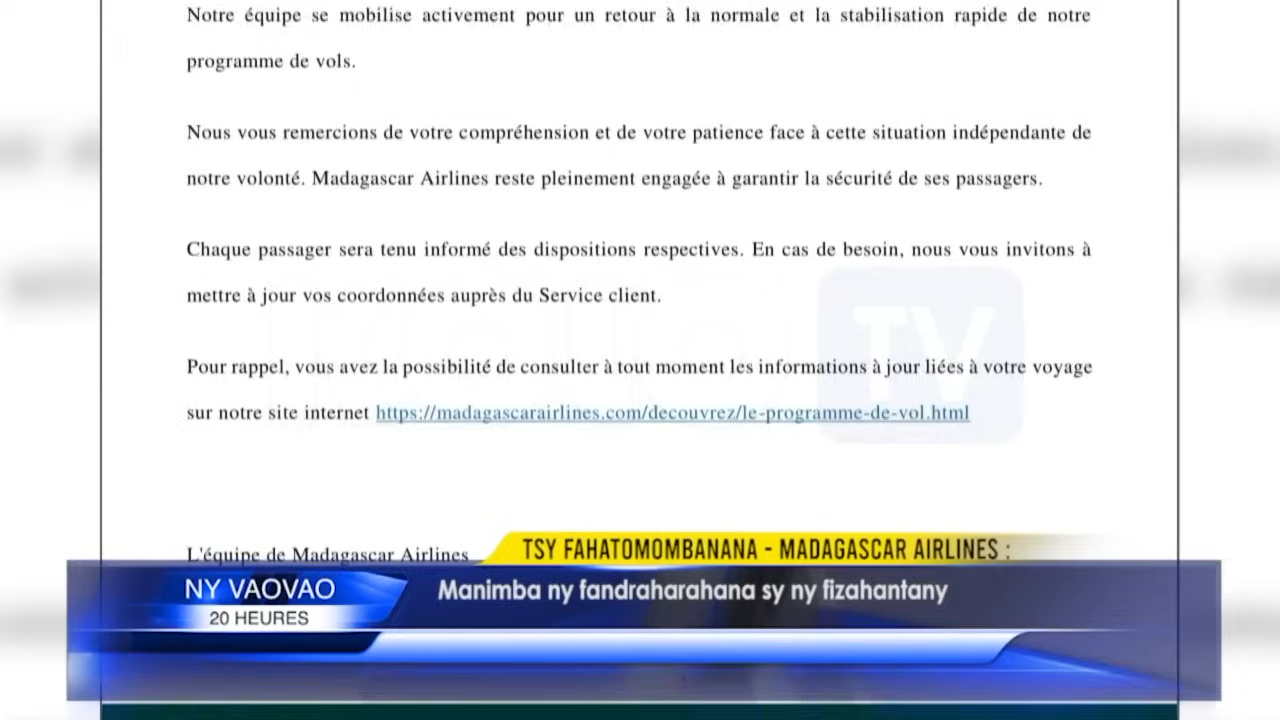 Notre équipe se mobilise activement pour un retour à la normale et la stabilisation rapide de notre
programme de vols.
Nous vous remercions de votre compréhension et de votre patience face à cette situation indépendante de
notre volonté. Madagascar Airlines reste pleinement engagée à garantir la sécurité de ses passagers.
Chaque passager sera tenu informé des dispositions respectives. En cas de besoin, nous vous invitons à
mettre à jour vos coordonnées auprès du Service client.
TV
Pour rappel, vous avez la possibilité de consulter à tout moment les informations à jour liées à votre voyage
sur notre site internet https://madagascarairlines.com/decouvrez/le-programme-de-vol.html
L'équipe de Madagascar Airlines
TSY FAHATOMOMBANANA - MADAGASCAR AIRLINES :
NY VAOVAO
20 HEURES
Manimba ny fandraharahana sy ny fizahantany